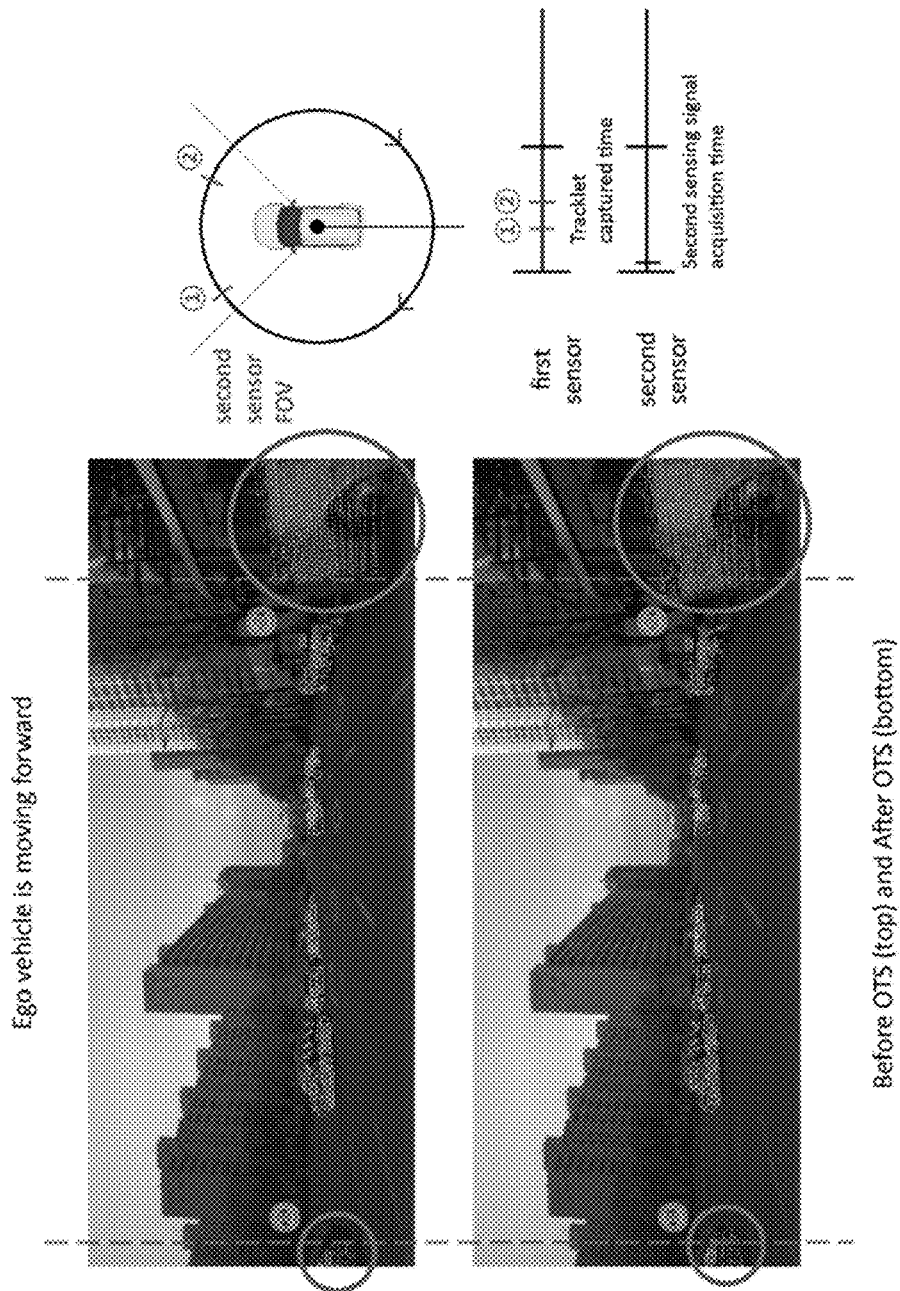 Ego vehicle is moving forward
①
②
second
sensor
FOV
first
sensor
① ②
Tracklet
captured time
second
sensor
Second sensing signal
acquisition time
Before OTS (top) and After OTS (bottom)